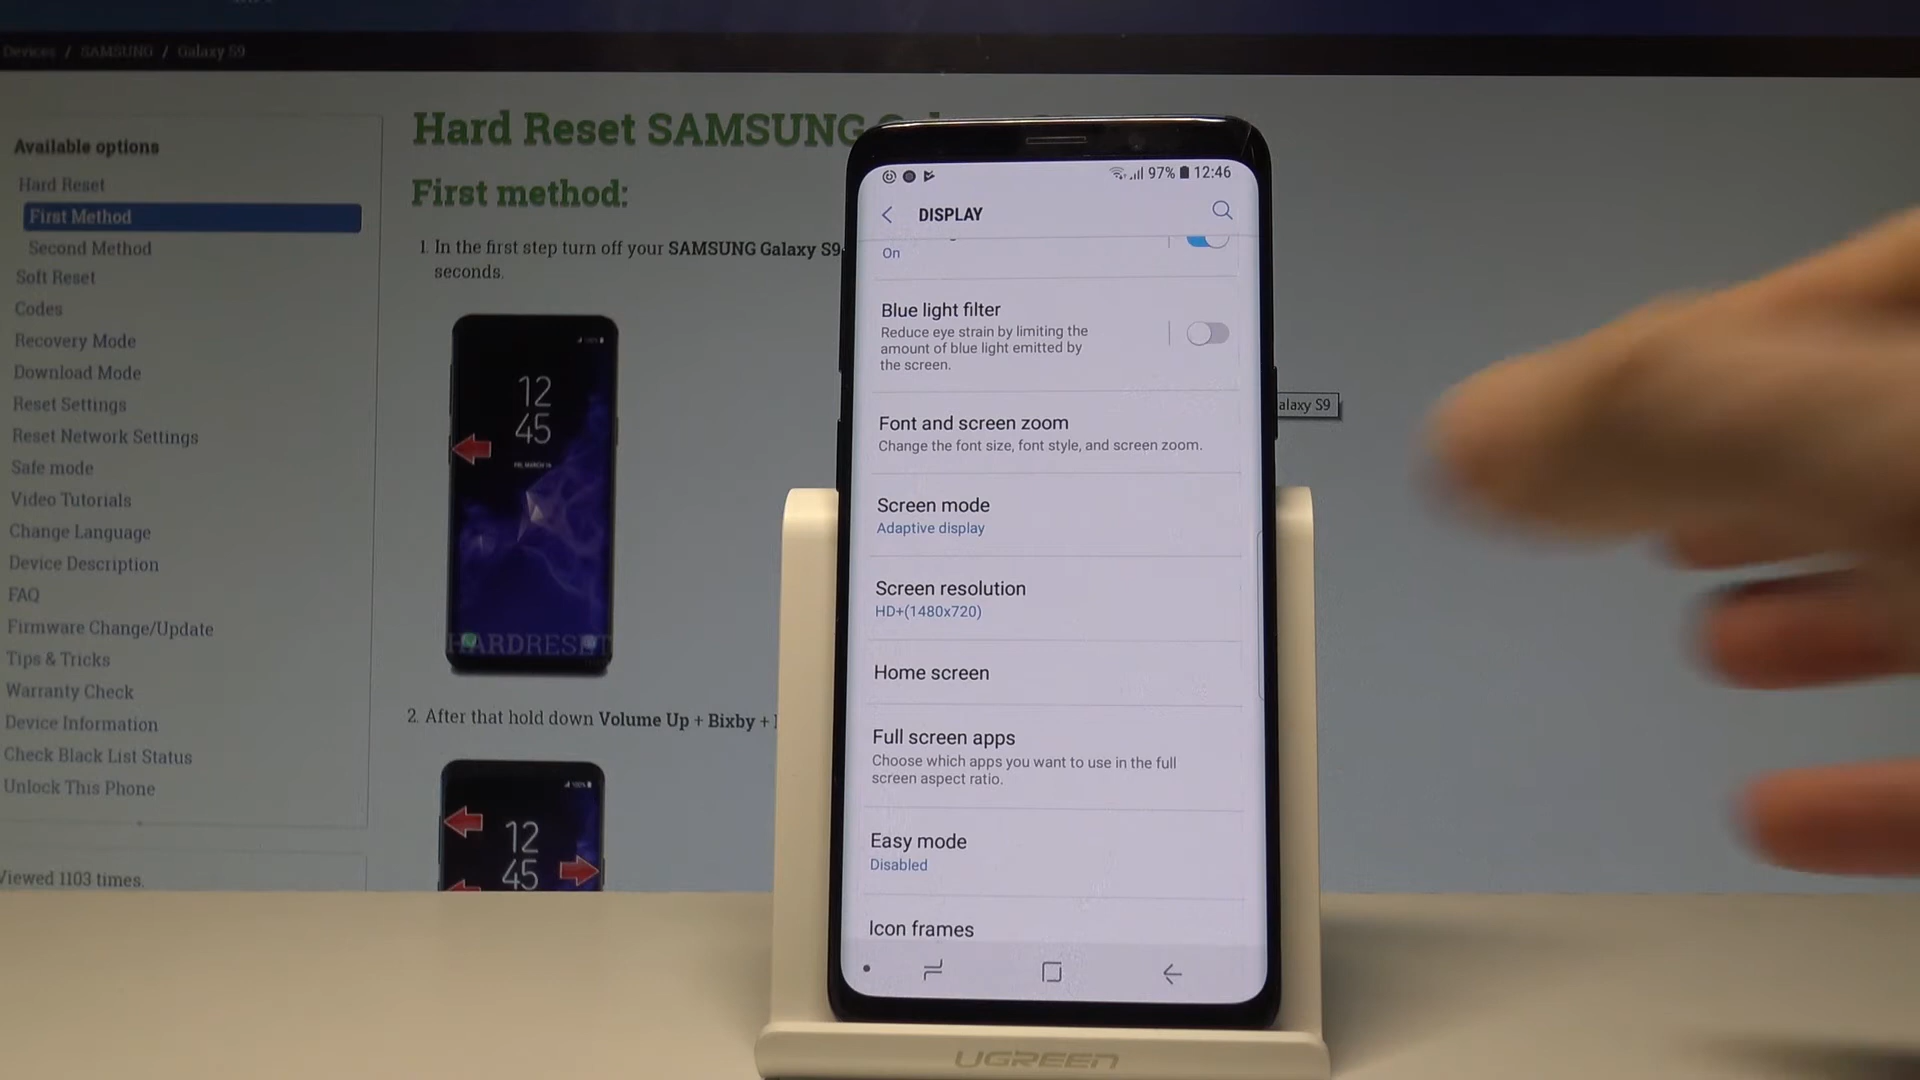 Devices / SAMSUNG / Galaxy S9
Available options
Hard Reset
First Method
Second Method
Soft Reset
Codes
Recovery Mode
Download Mode
Reset Settings
Reset Network Settings
Safe mode
Video Tutorials
Change Language
Device Description
FAQ
Firmware Change/Update
Tips & Tricks
Warranty Check
Device Information
Check Black List Status
Unlock This Phone
Viewed 1103 times.
Hard Reset SAMSUNG
First method:
1. In the first step turn off your SAMSUNG Galaxy S9
seconds.
12
45
HARDRESET
2. After that hold down Volume Up + Bixby +
12
45
97% 12:46
DISPLAY
On
Blue light filter
Reduce eye strain by limiting the
amount of blue light emitted by
the screen.
Font and screen zoom
Change the font size, font style, and screen zoom.
Screen mode
Adaptive display
Screen resolution
HD+(1480x720)
Home screen
Full screen apps
Choose which apps you want to use in the full
screen aspect ratio.
Easy mode
Disabled
Icon frames
alaxy S9
UGREEN